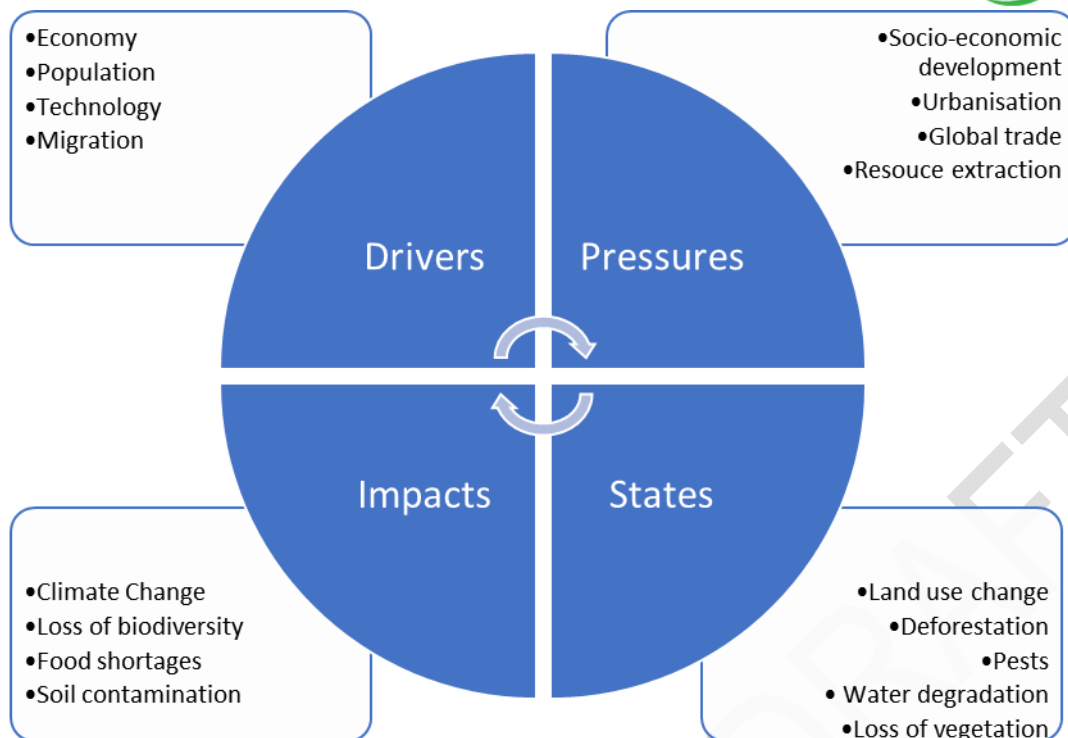 •Economy
•Population
•Technology
•Migration
•Socio-economic
development
•Urbanisation
•Global trade
•Resouce extraction
Drivers
Pressures
Impacts
States
•Climate Change
•Loss of biodiversity
•Food shortages
•Soil contamination
•Land use change
•Deforestation
•Pests
• Water degradation
•Loss of vegetation
DRAFT